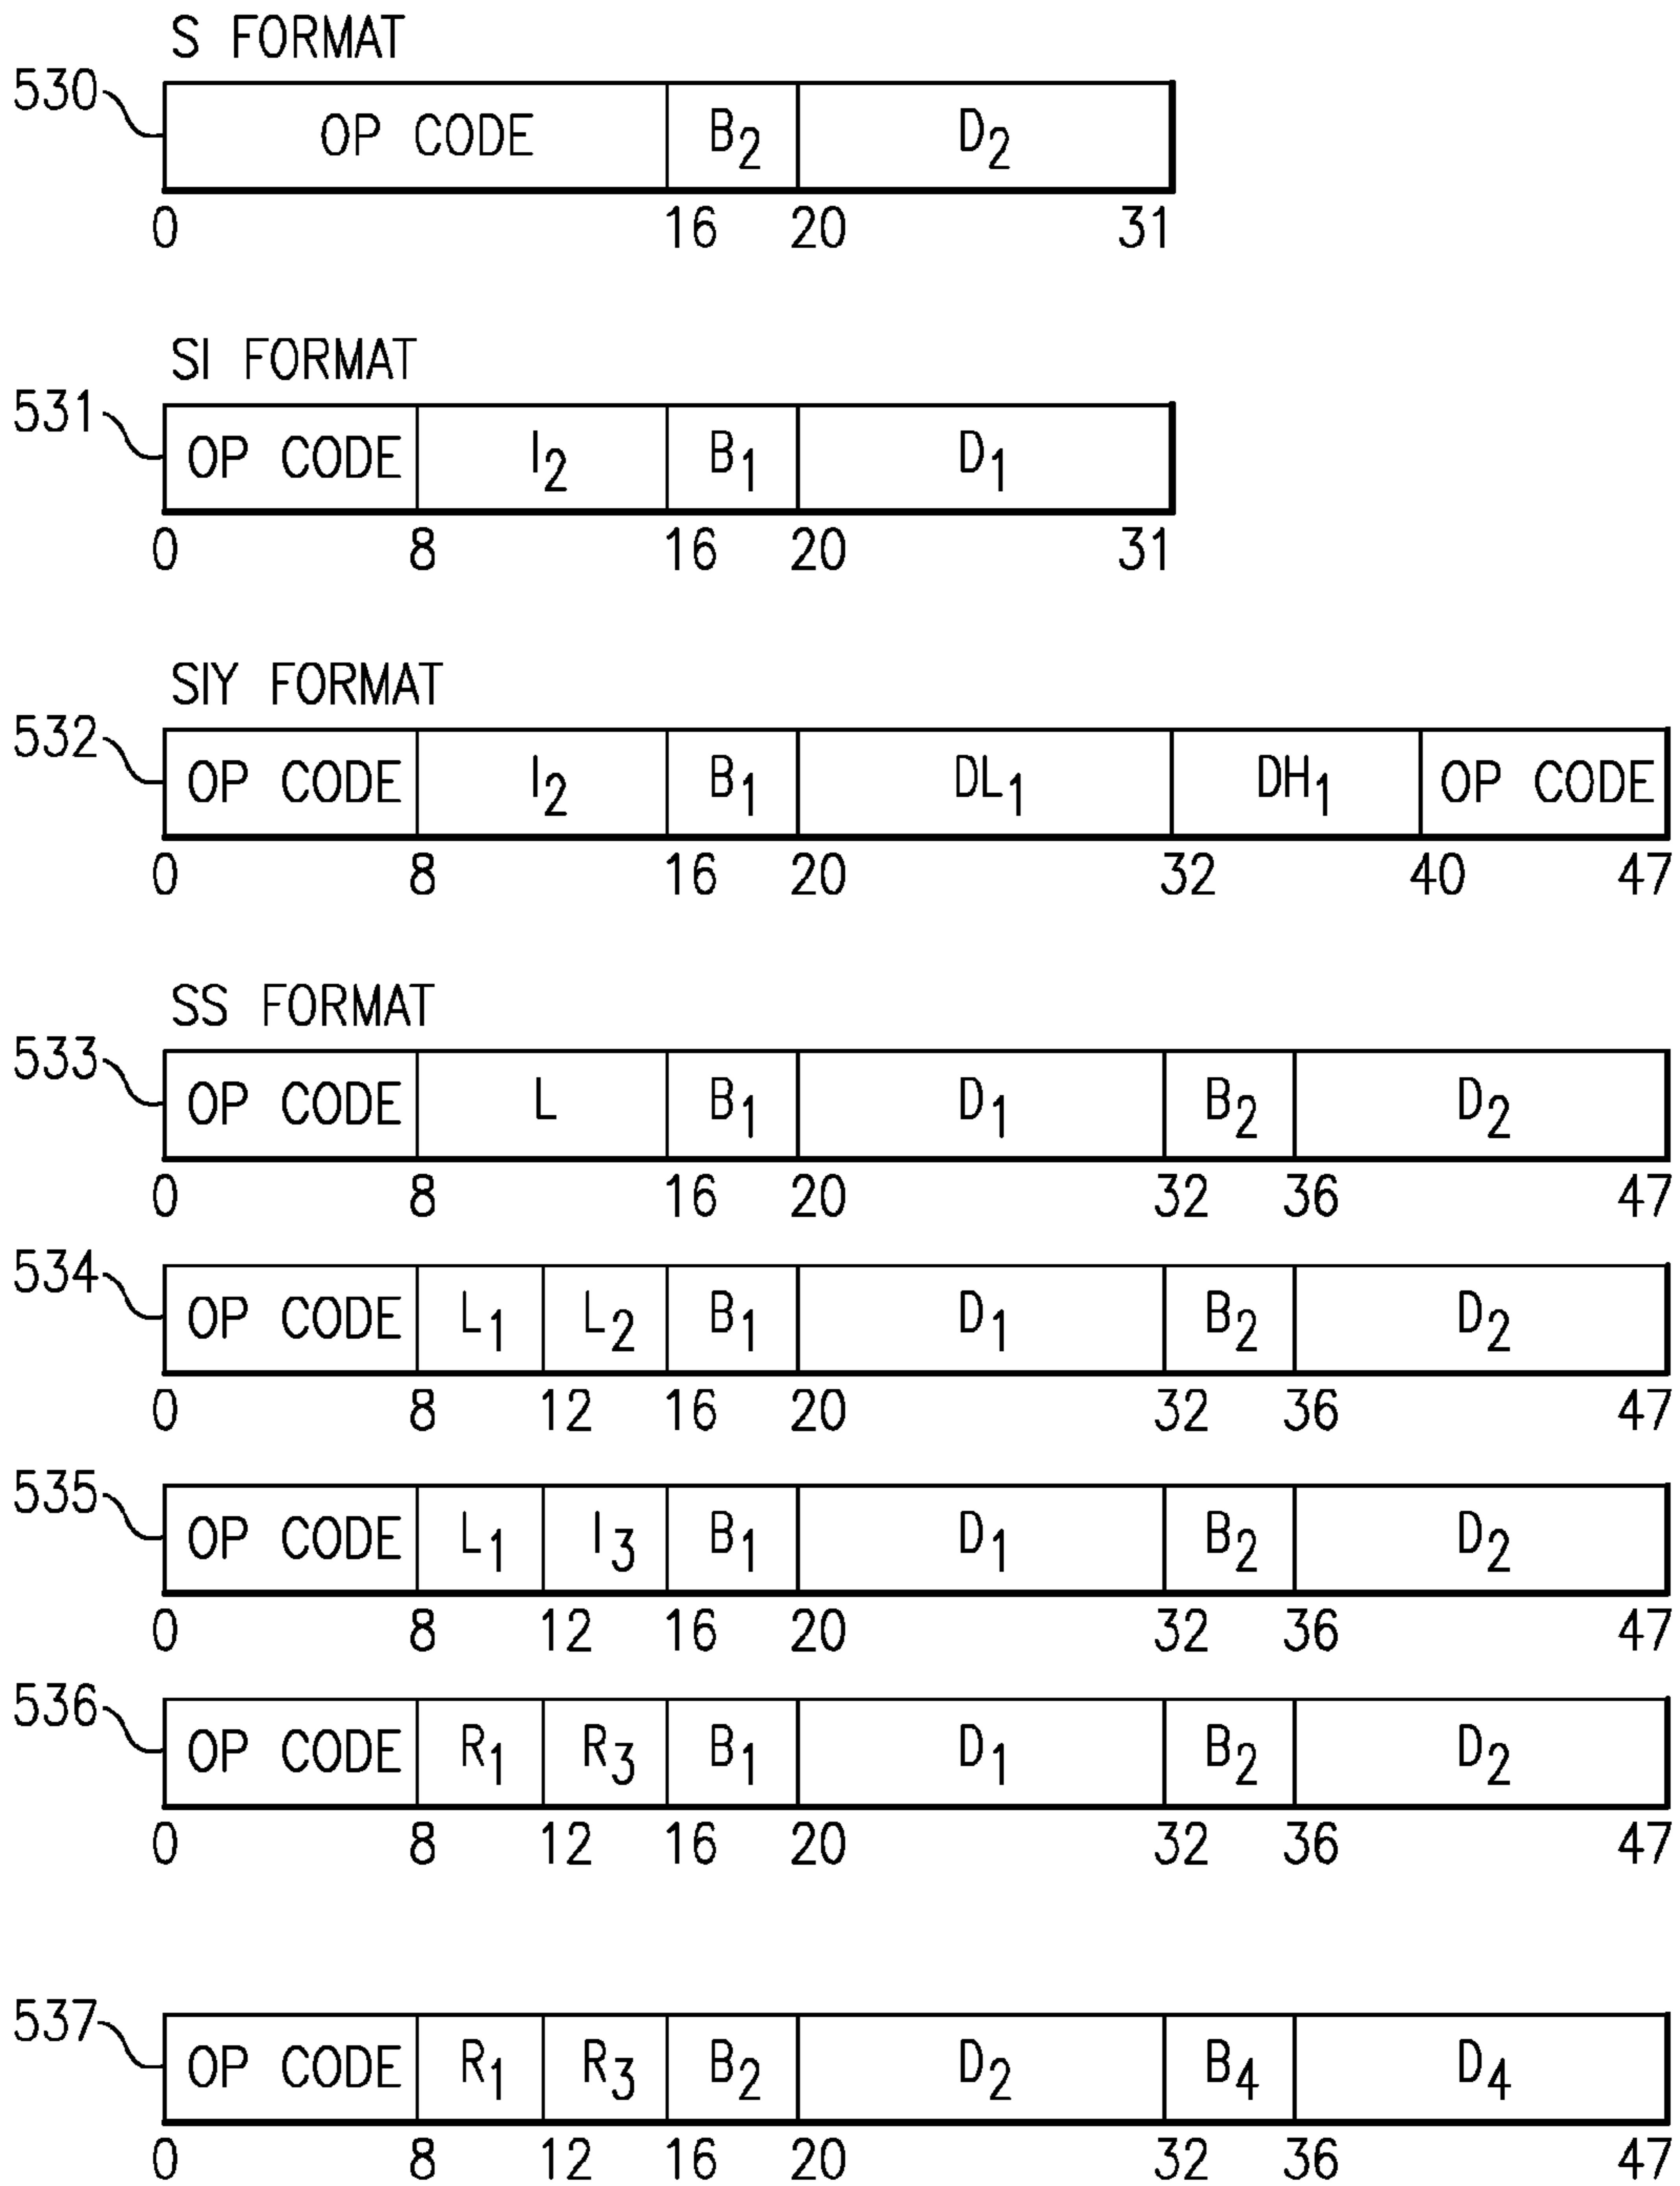 S FORMAT
530 OP CODE B2 D2
0 16 20 31
SI FORMAT
531 OP CODE I2 B1 D1
0 8 16 20 31
SIY FORMAT
532 OP CODE I2 B1 DL1 DH1 OP CODE
0 8 16 20 32 40 47
SS FORMAT
533 OP CODE L B1 D1 B2 D2
0 8 16 20 32 36 47
534 OP CODE L1 L2 B1 D1 B2 D2
0 8 12 16 20 32 36 47
535 OP CODE L1 I3 B1 D1 B2 D2
0 8 12 16 20 32 36 47
536 OP CODE R1 R3 B1 D1 B2 D2
0 8 12 16 20 32 36 47
537 OP CODE R1 R3 B2 D2 B4 D4
0 8 12 16 20 32 36 47